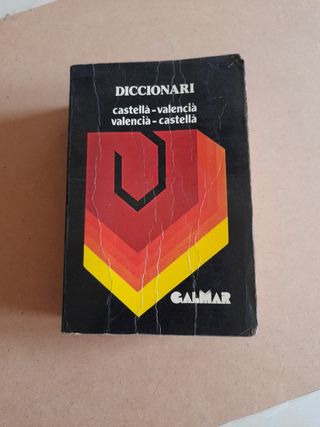 DICCIONARI
castellà-valencià
valencià-castellà
GALMAR